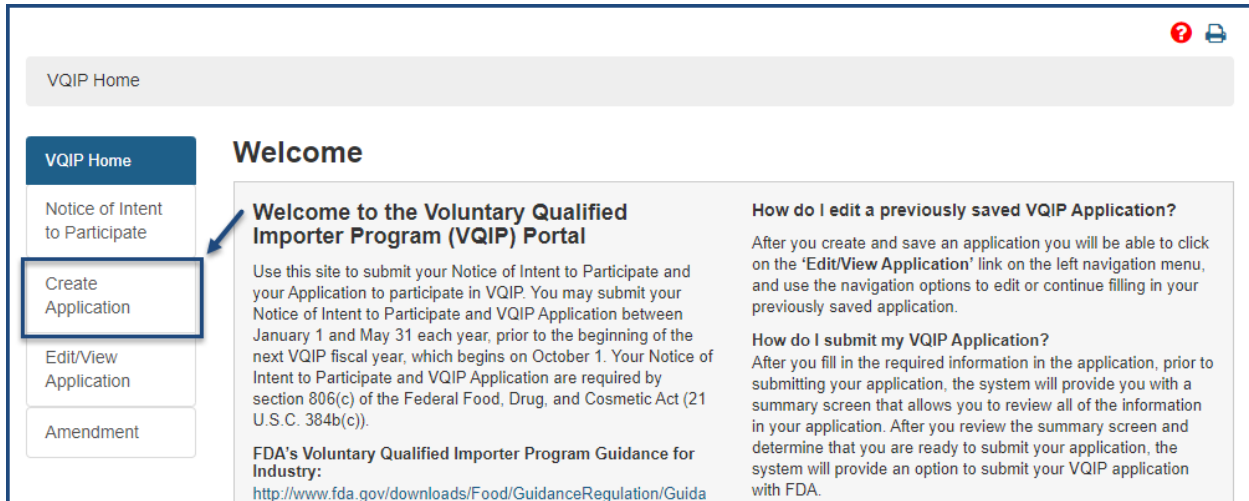 ?
VQIP Home
VQIP Home
Notice of Intent
to Participate
Create
Application
Edit/View
Application
Amendment
Welcome
Welcome to the Voluntary Qualified
Importer Program (VQIP) Portal
Use this site to submit your Notice of Intent to Participate and
your Application to participate in VQIP. You may submit your
Notice of Intent to Participate and VQIP Application between
January 1 and May 31 each year, prior to the beginning of the
next VQIP fiscal year, which begins on October 1. Your Notice of
Intent to Participate and VQIP Application are required by
section 806(c) of the Federal Food, Drug, and Cosmetic Act (21
U.S.C. 384b(c)).
FDA's Voluntary Qualified Importer Program Guidance for
Industry:
http://www.fda.gov/downloads/Food/GuidanceRegulation/Guida
How do I edit a previously saved VQIP Application?
After you create and save an application you will be able to click
on the 'Edit/View Application' link on the left navigation menu,
and use the navigation options to edit or continue filling in your
previously saved application.
How do I submit my VQIP Application?
After you fill in the required information in the application, prior to
submitting your application, the system will provide you with a
summary screen that allows you to review all of the information
in your application. After you review the summary screen and
determine that you are ready to submit your application, the
system will provide an option to submit your VQIP application
with FDA.